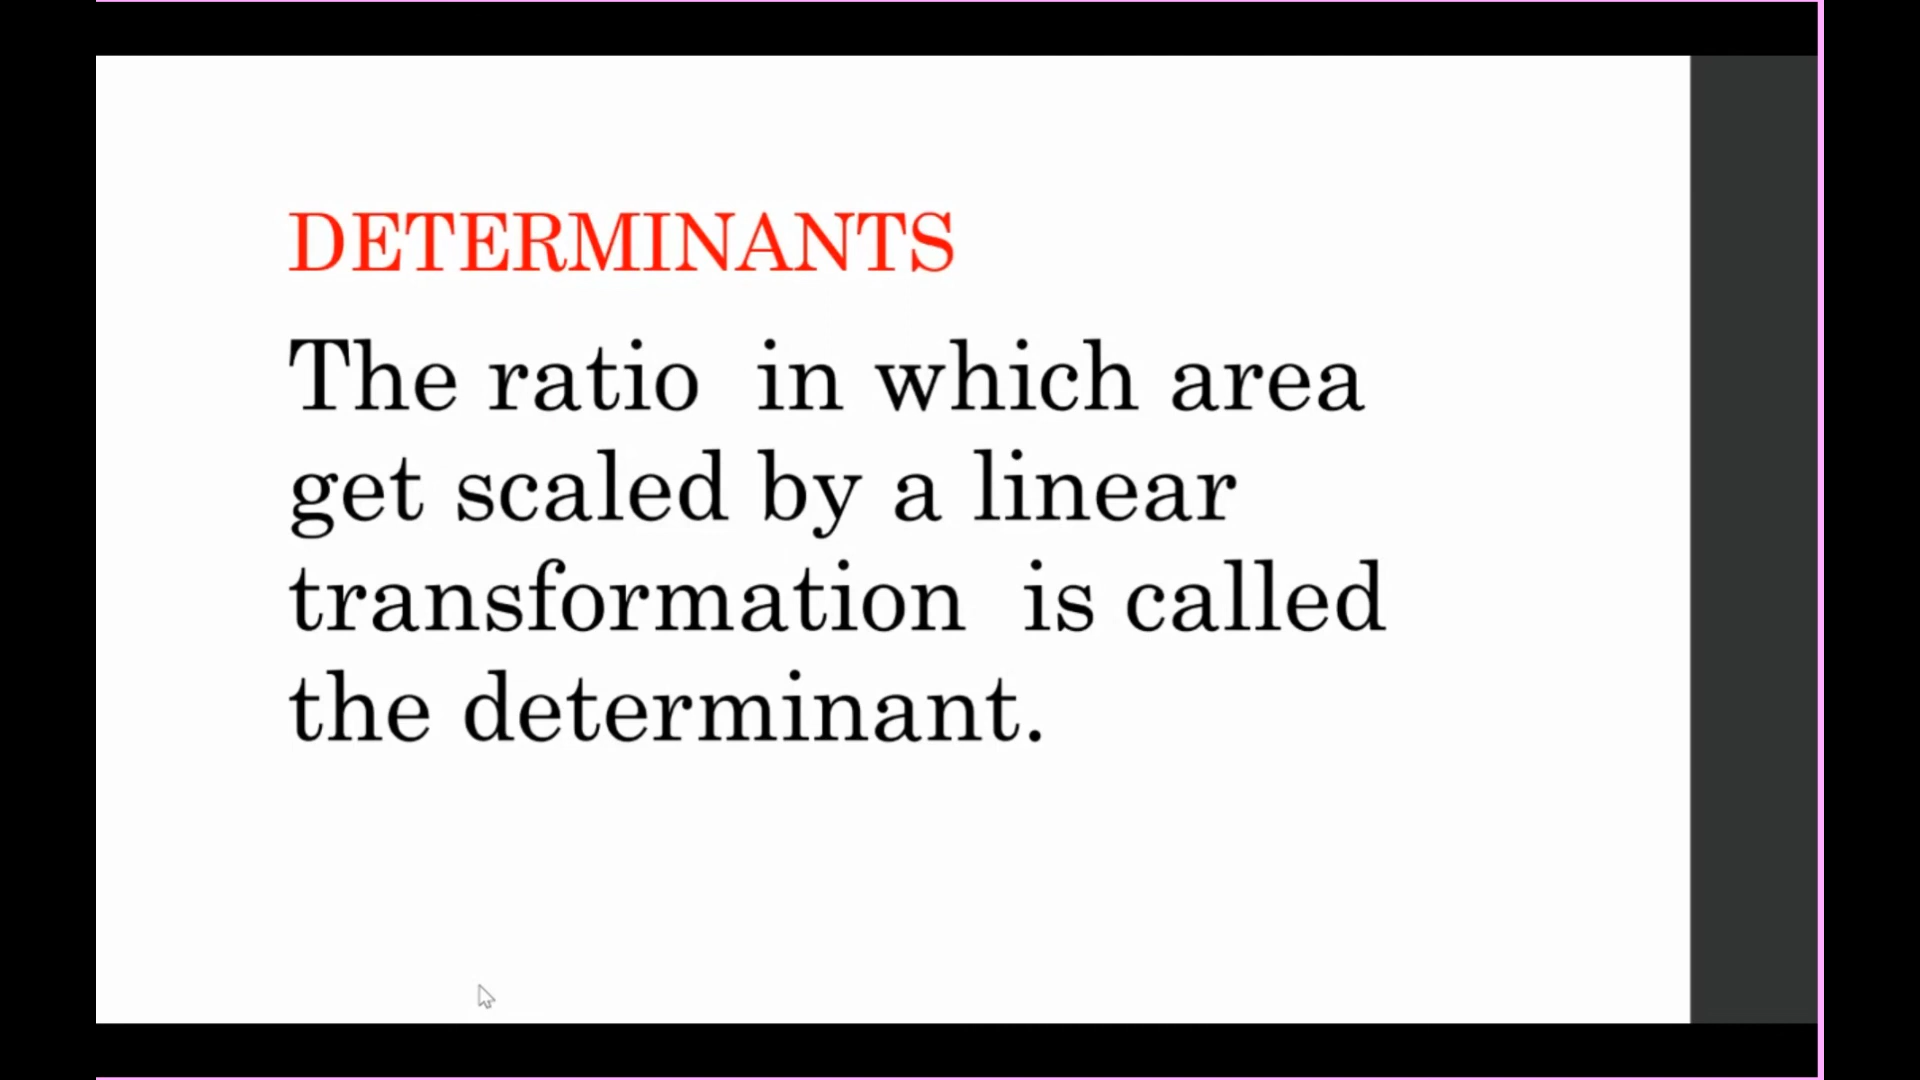 DETERMINANTS
The ratio in which area
get scaled by a linear
transformation is called
the determinant.